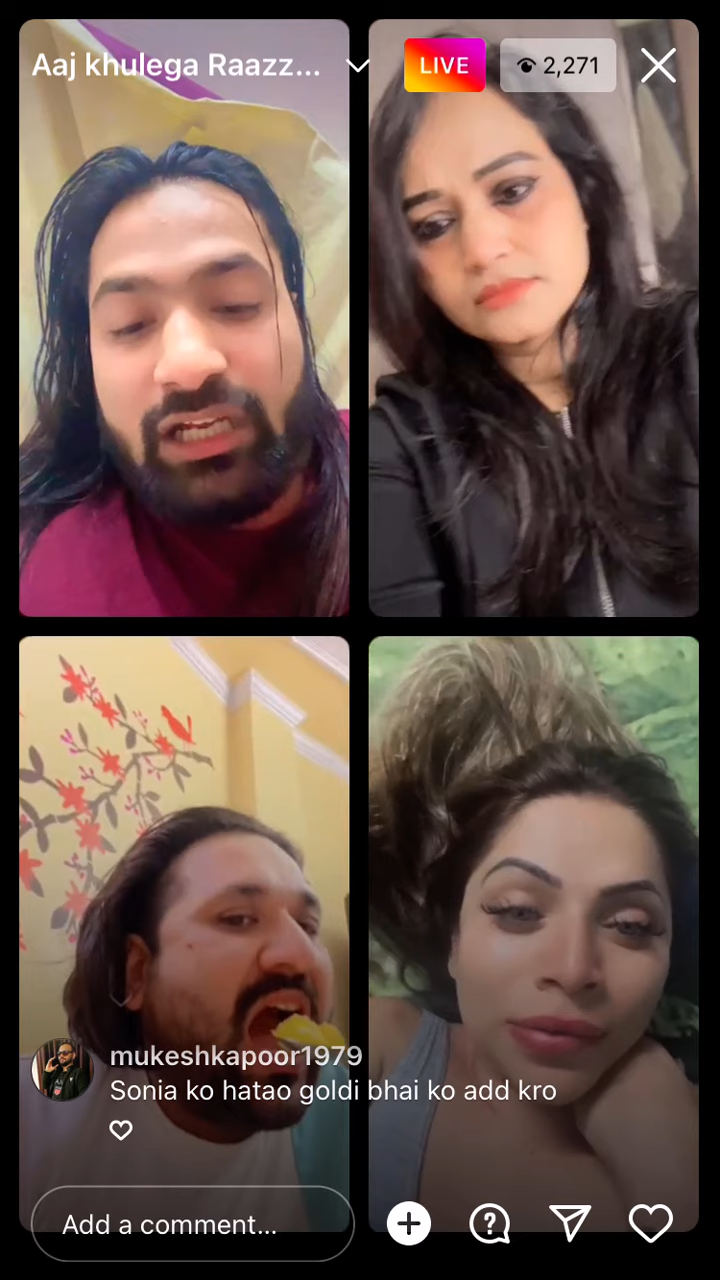 Aaj khulega Raazz...
LIVE
2,271
mukeshkapoor1979
Sonia ko hatao goldi bhai ko add kro
Add a comment...